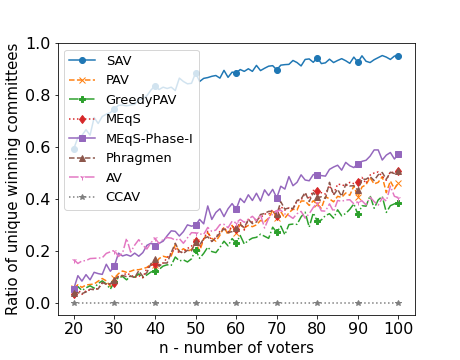 Ratio of unique winning committees
1.0
0.8
0.6
0.4
0.2
0.0
SAV
PAV
GreedyPAV
MEqS
MEqS-Phase-I
Phragmen
AV
CCAV
20 30 40 50 60 70 80 90 100
n - number of voters